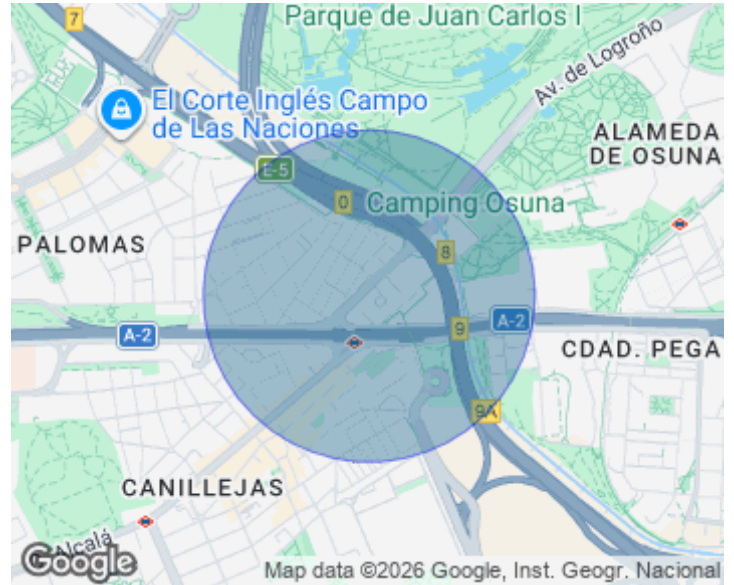 Parque de Juan Carlos I
7
Av. de Logroño
El Corte Inglés Campo
de Las Naciones
ALAMEDA
DE OSUNA
E-5
0
Camping Osuna
PALOMAS
8
A-2
9
A-2
CDAD. PEGA
9A
CANILLEJAS
Alcalá
Google
Map data ©2026 Google, Inst. Geogr. Nacional